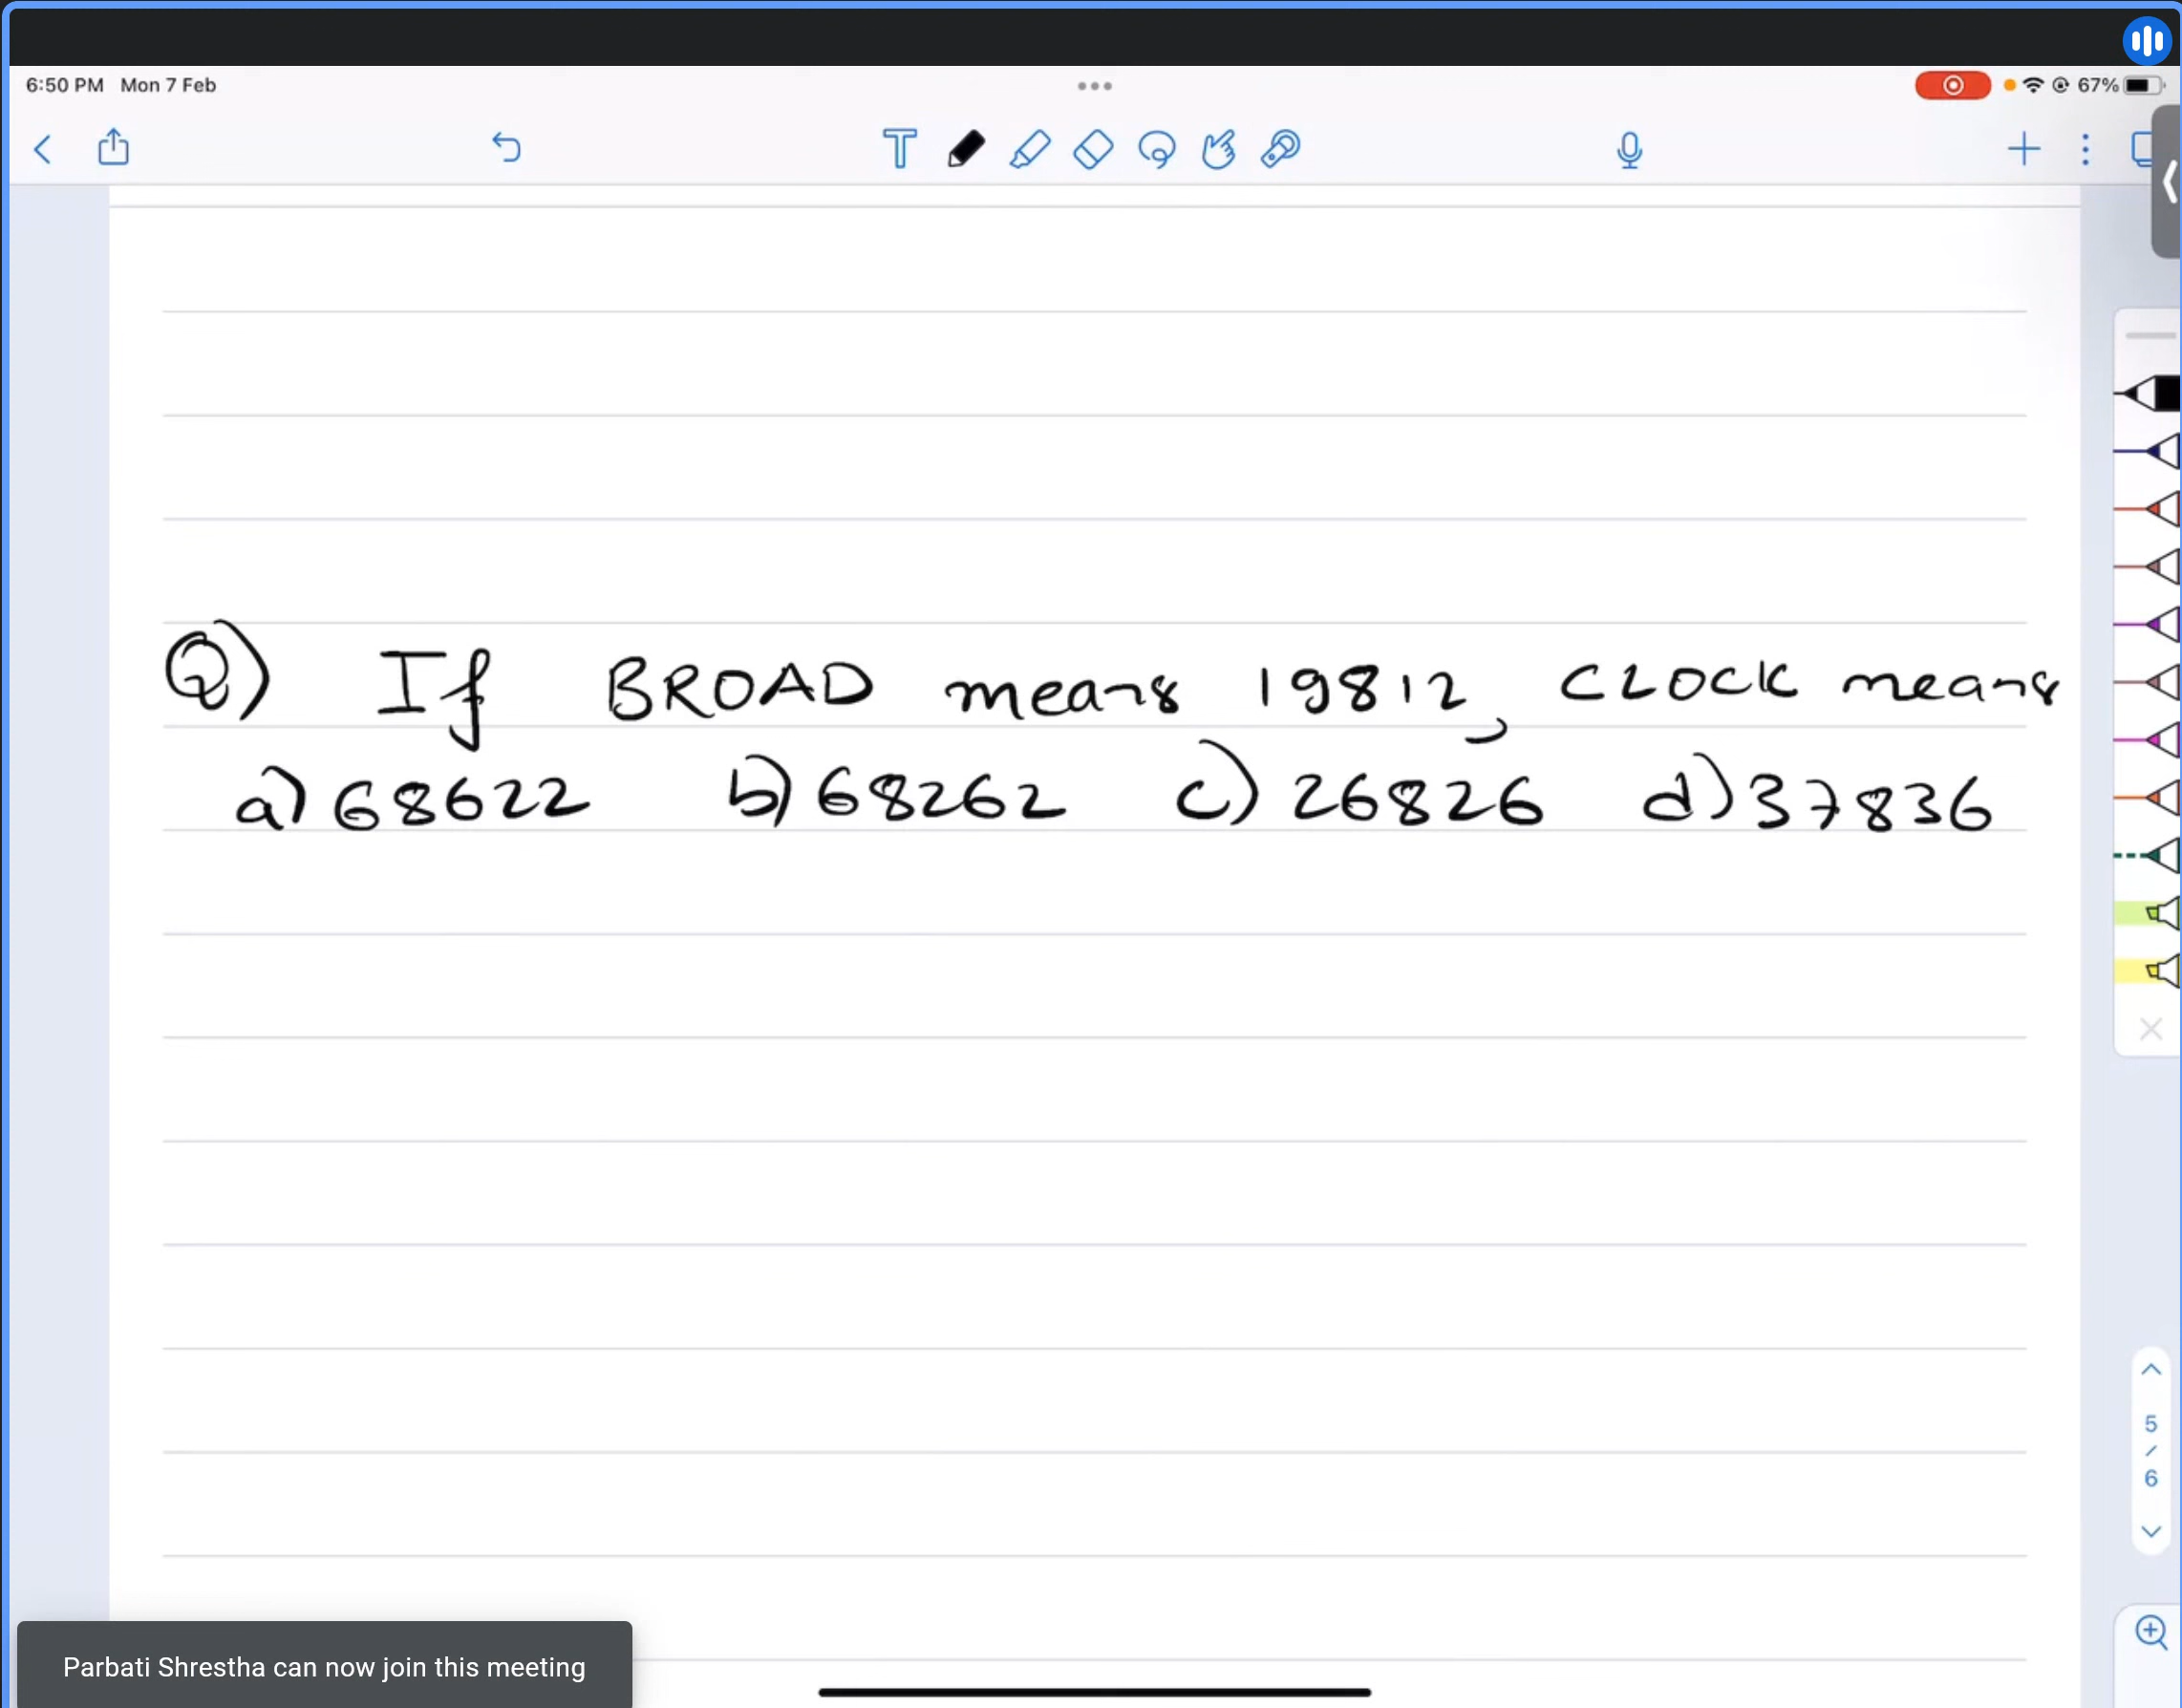 6:50 PM Mon 7 Feb
67%
T
Q) If BROAD means 19812, CLOCK means
a) 68622 b) 68262 c) 26826 d) 37836
5
/
6
Parbati Shrestha can now join this meeting